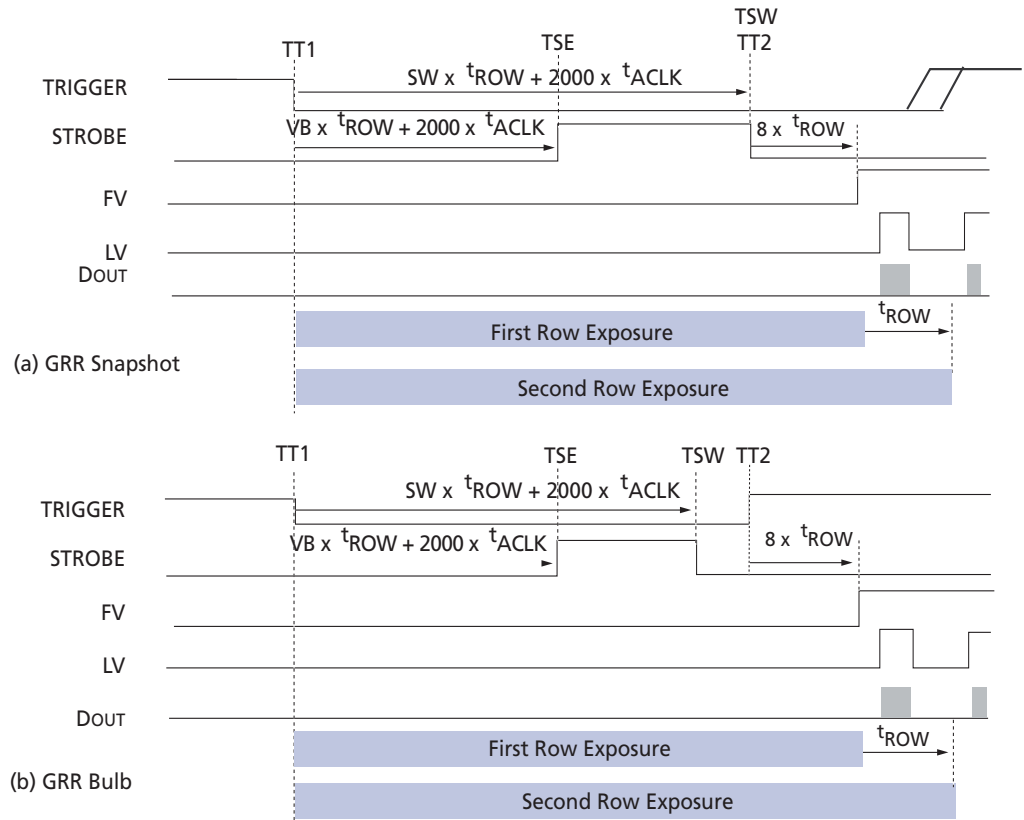 TSW
TT1 TSE TT2
TRIGGER SW x tROW + 2000 x tACLK
STROBE VB x tROW + 2000 x tACLK 8 x tROW
FV
LV
DOUT
First Row Exposure tROW
(a) GRR Snapshot
Second Row Exposure
TT1 TSE TSW TT2
TRIGGER SW x tROW + 2000 x tACLK
STROBE VB x tROW + 2000 x tACLK 8 x tROW
FV
LV
DOUT
First Row Exposure tROW
(b) GRR Bulb
Second Row Exposure